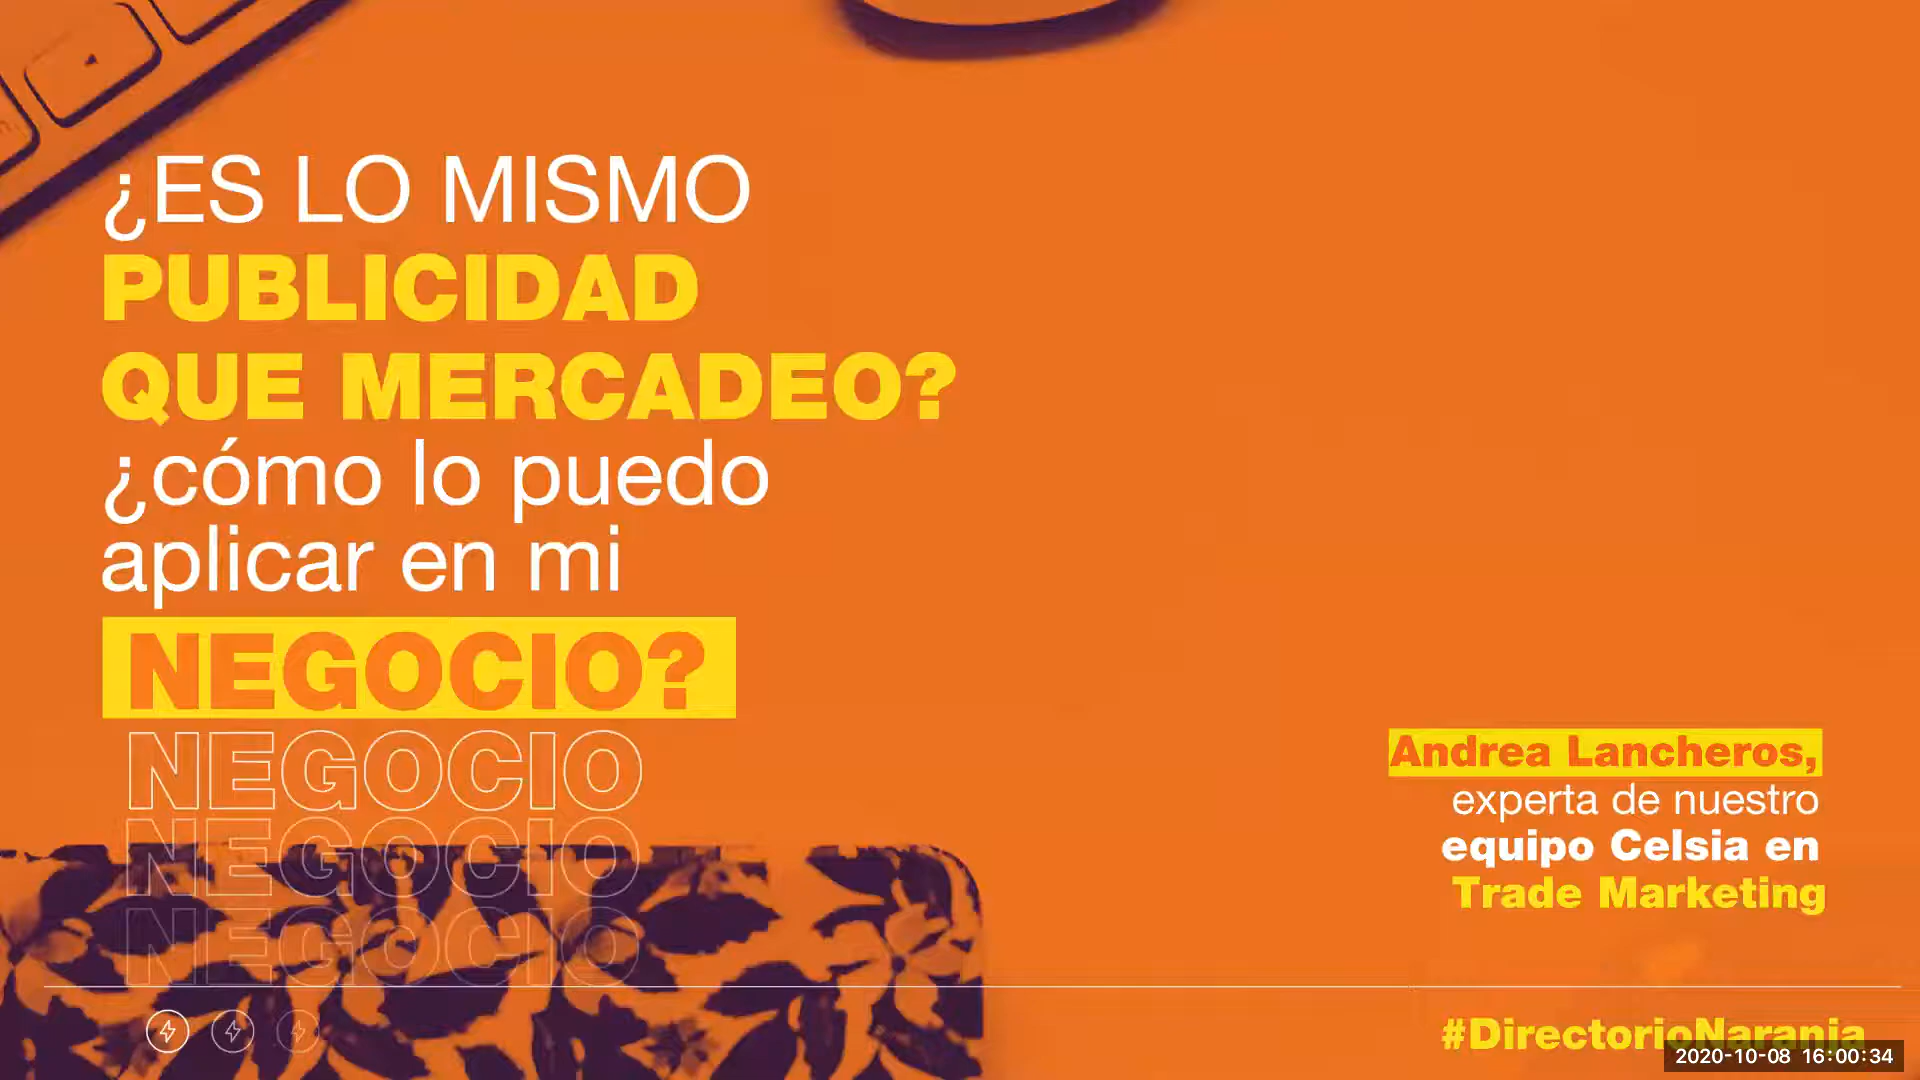 ¿ES LO MISMO
PUBLICIDAD
QUE MERCADEO?
¿cómo lo puedo
aplicar en mi
NEGOCIO?
NEGOCIO
NEGOCIO
NEGOCIO
Andrea Lancheros,
experta de nuestro
equipo Celsia en
Trade Marketing
#DirectorioNaranja
2020-10-08 16:00:34